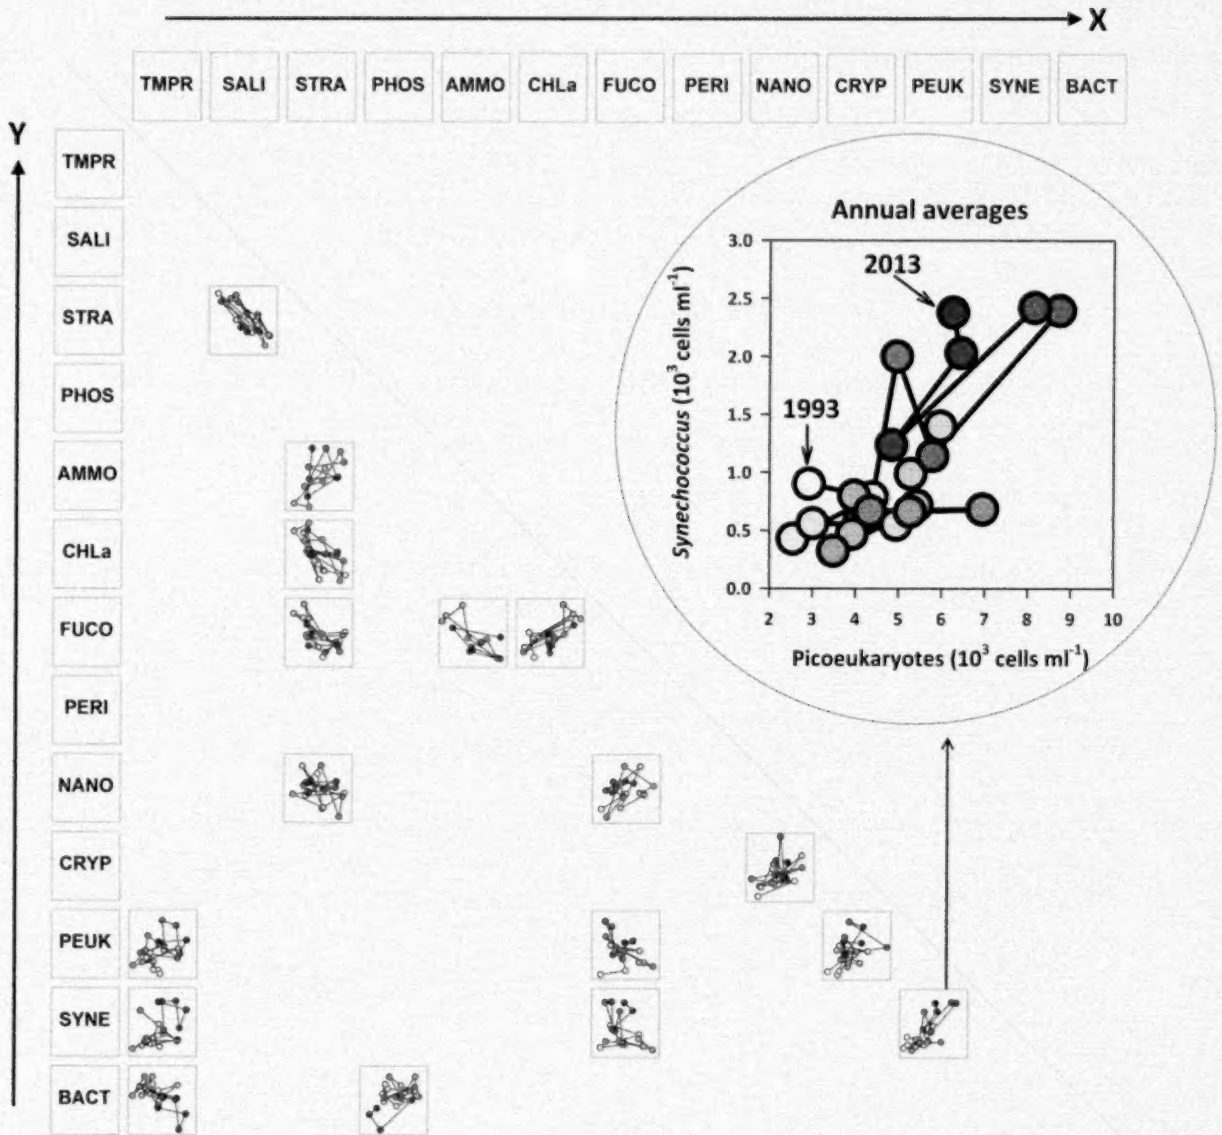 X
TMPR SALI STRA PHOS AMMO CHLa FUCO PERI NANO CRYP PEUK SYNE BACT
Y
TMPR
SALI
STRA
PHOS
AMMO
CHLa
FUCO
PERI
NANO
CRYP
PEUK
SYNE
BACT
Annual averages
3.0
2.5
2.0
1.5
1.0
0.5
0.0
Synechococcus (10³ cells ml⁻¹)
2013
1993
2 3 4 5 6 7 8 9 10
Picoeukaryotes (10³ cells ml⁻¹)